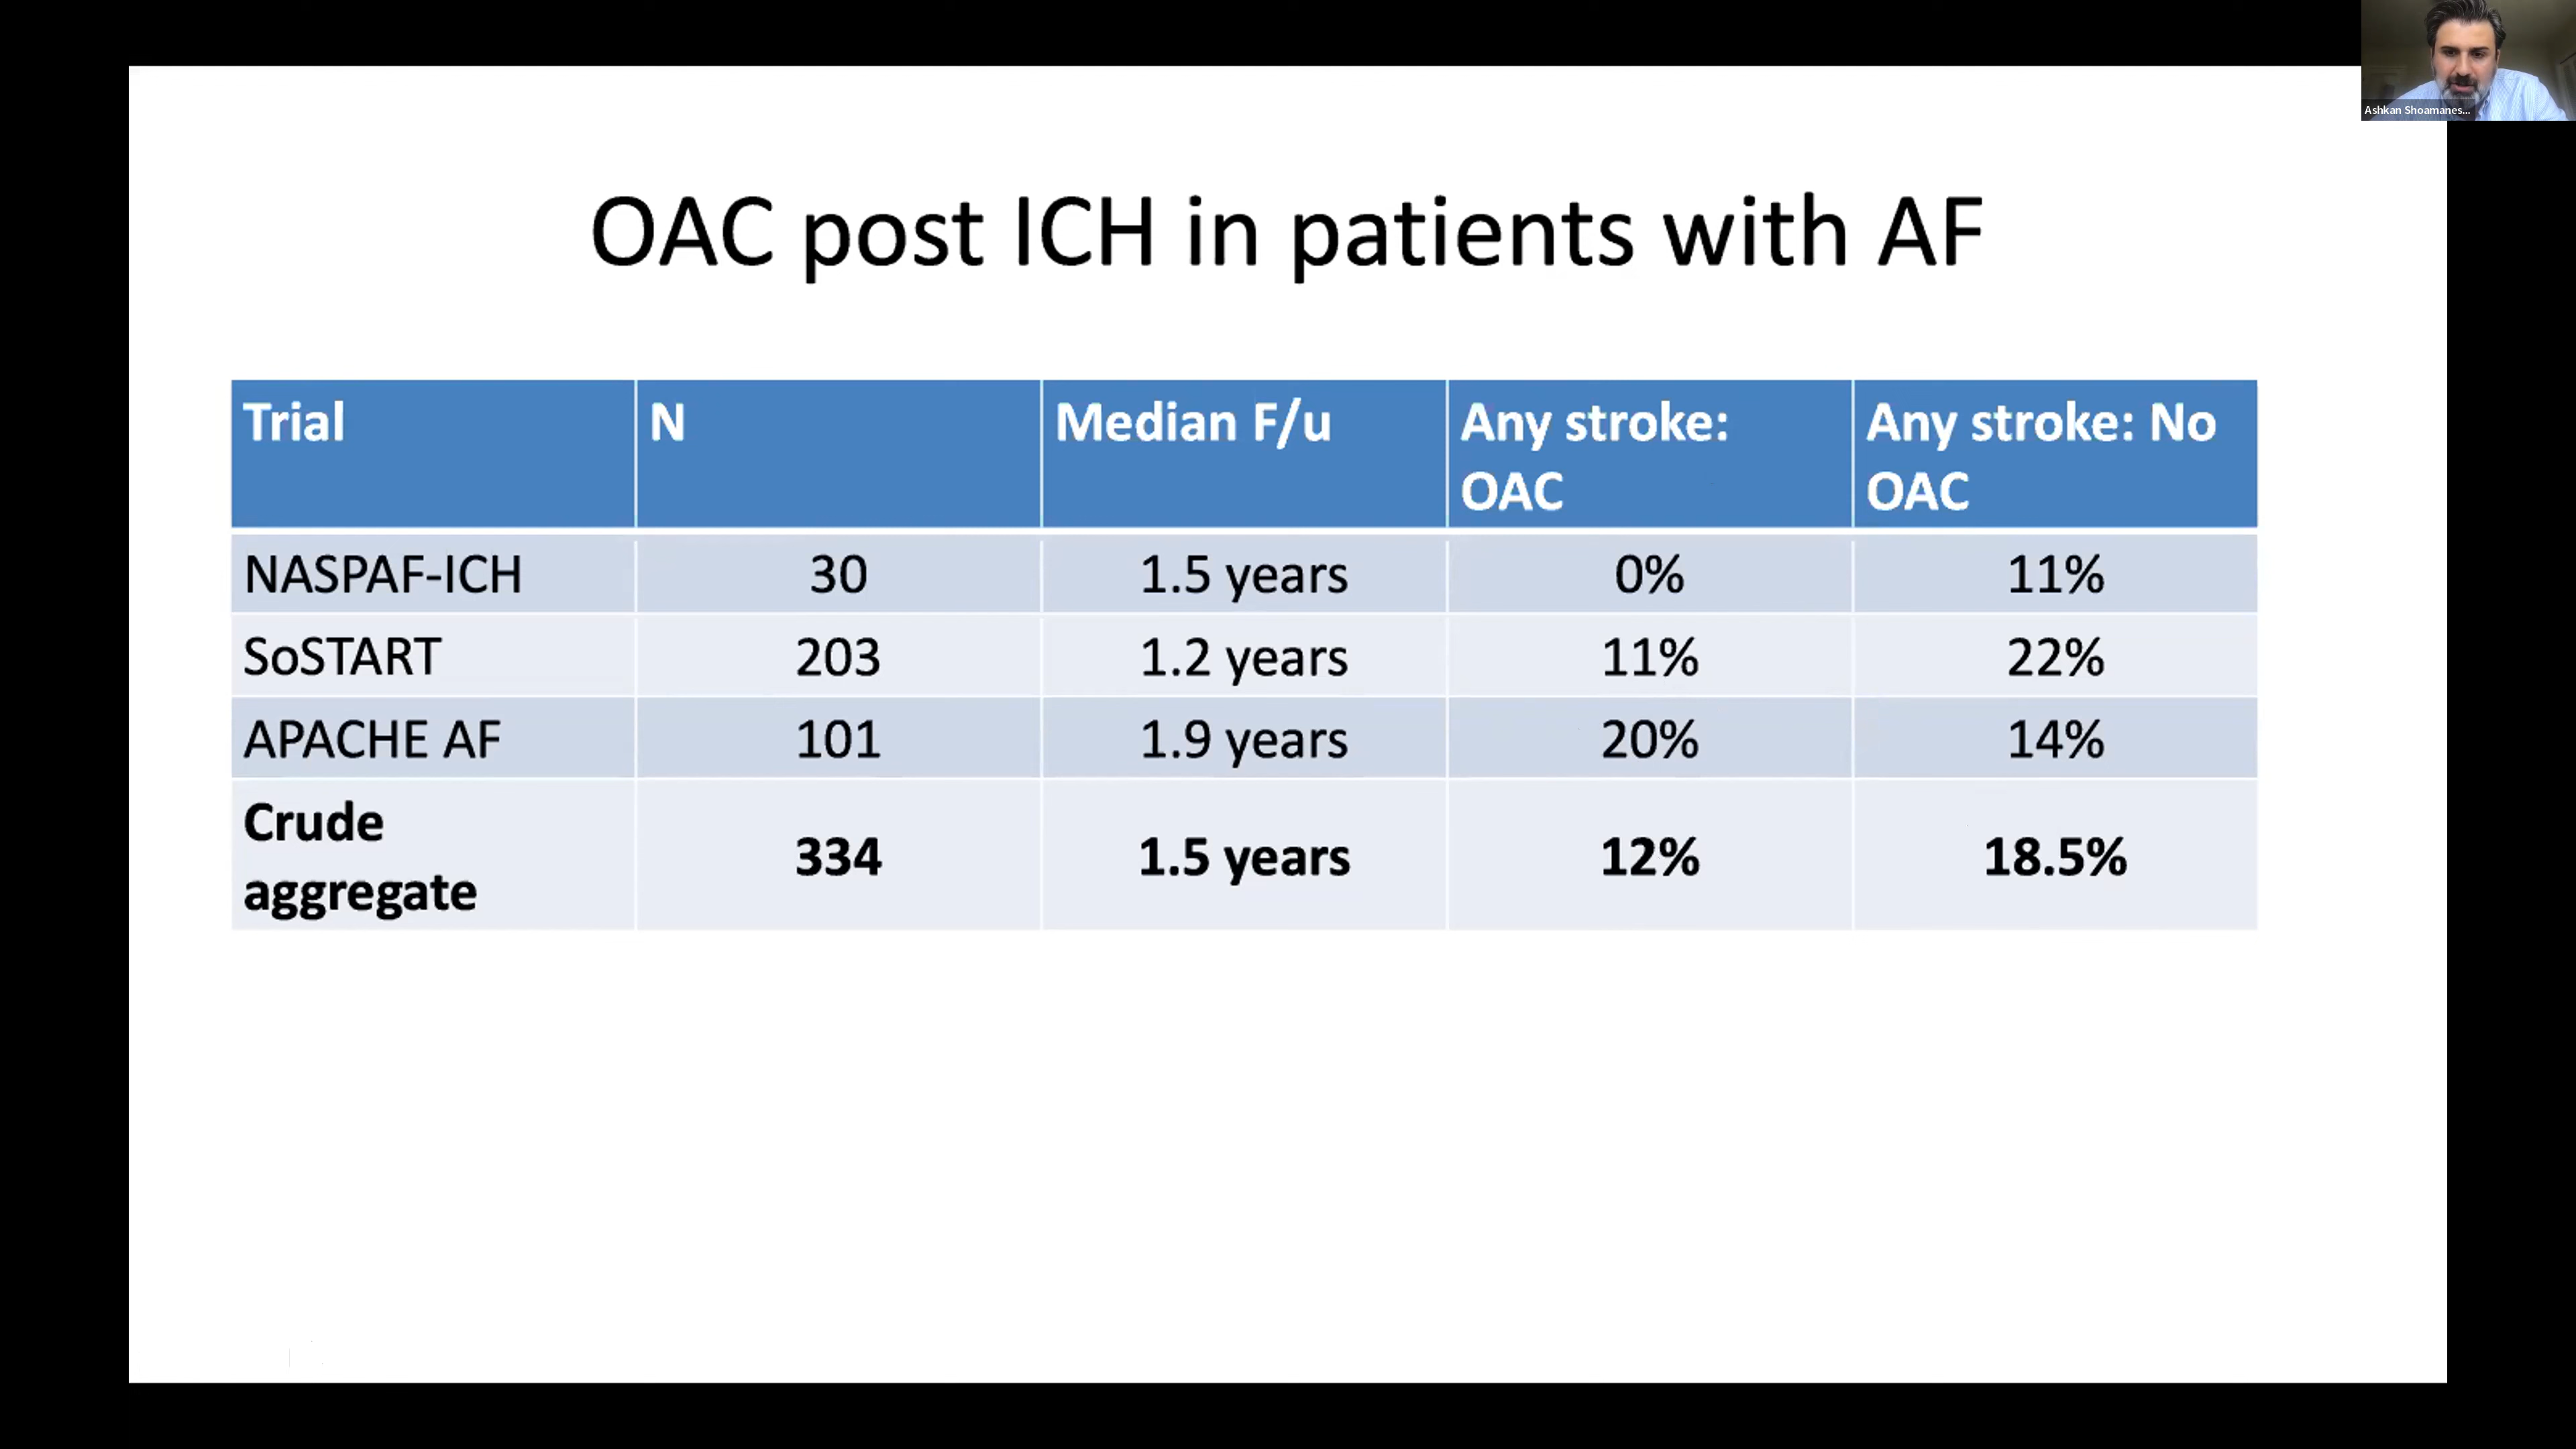 Ashkan Shoamanes...
OAC post ICH in patients with AF
Trial N Median F/u Any stroke: OAC Any stroke: No OAC
NASPAF-ICH 30 1.5 years 0% 11%
SoSTART 203 1.2 years 11% 22%
APACHE AF 101 1.9 years 20% 14%
Crude aggregate 334 1.5 years 12% 18.5%